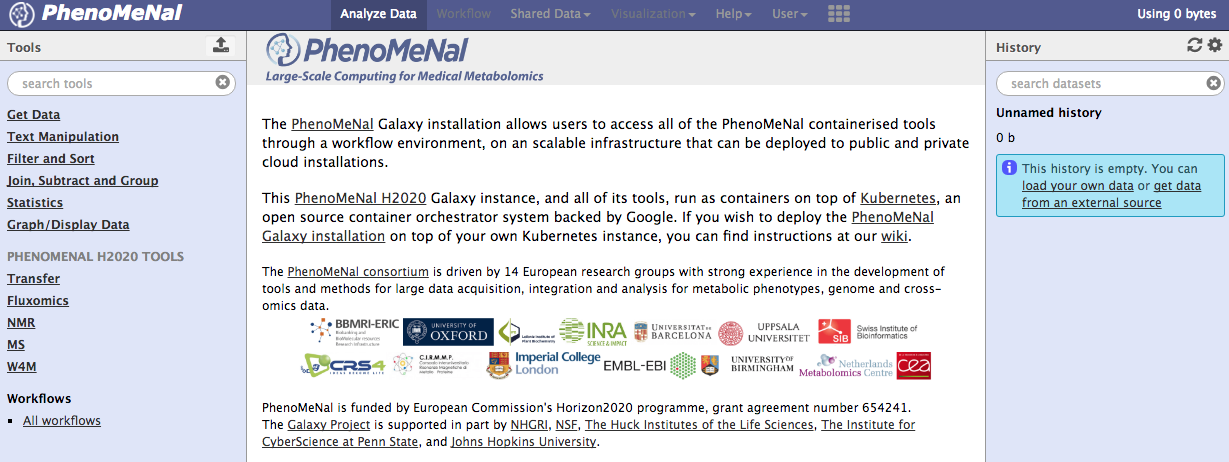 PhenoMeNal
Analyze Data Workflow Shared Data Visualization Help User
Using 0 bytes
Tools
search tools
Get Data
Text Manipulation
Filter and Sort
Join, Subtract and Group
Statistics
Graph/Display Data
PHENOMENAL H2020 TOOLS
Transfer
Fluxomics
NMR
MS
W4M
Workflows
All workflows
PhenoMeNal
Large-Scale Computing for Medical Metabolomics
The PhenoMeNal Galaxy installation allows users to access all of the PhenoMeNal containerised tools
through a workflow environment, on an scalable infrastructure that can be deployed to public and private
cloud installations.
This PhenoMeNal H2020 Galaxy instance, and all of its tools, run as containers on top of Kubernetes, an
open source container orchestrator system backed by Google. If you wish to deploy the PhenoMeNal
Galaxy installation on top of your own Kubernetes instance, you can find instructions at our wiki.
The PhenoMeNal consortium is driven by 14 European research groups with strong experience in the development of
tools and methods for large data acquisition, integration and analysis for metabolic phenotypes, genome and cross-
omics data.
BBMRI-ERIC
UNIVERSITY OF
OXFORD
Leibniz Institute of
Plant Biochemistry
INRA
SCIENCE & IMPACT
UNIVERSITAT DE
BARCELONA
UPPSALA
UNIVERSITET
SIB
Swiss Institute of
Bioinformatics
CRS4
C.I.R.M.M.P.
Imperial College
London
EMBL-EBI
UNIVERSITY OF
BIRMINGHAM
Netherlands
Metabolomics Centre
cea
PhenoMeNal is funded by European Commission's Horizon2020 programme, grant agreement number 654241.
The Galaxy Project is supported in part by NHGRI, NSF, The Huck Institutes of the Life Sciences, The Institute for
CyberScience at Penn State, and Johns Hopkins University.
History
search datasets
Unnamed history
0 b
This history is empty. You can
load your own data or get data
from an external source